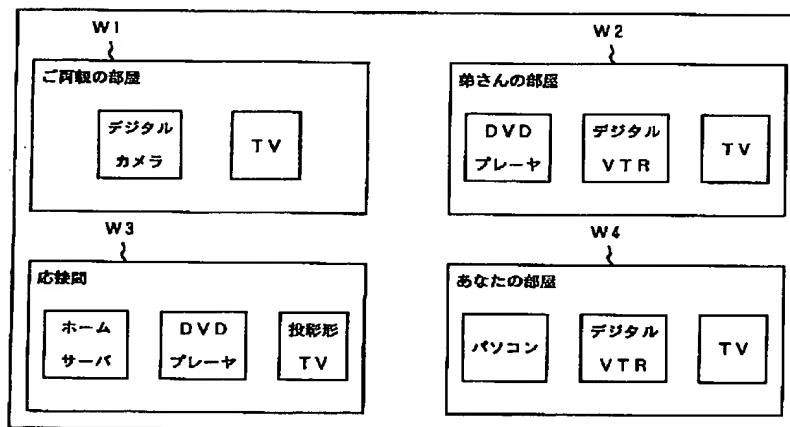 W1
W2
ご両親の部屋
デジタル
カメラ
TV
弟さんの部屋
DVD
プレーヤ
デジタル
VTR
TV
W3
W4
応接間
ホーム
サーバ
DVD
プレーヤ
投影形
TV
あなたの部屋
パソコン
デジタル
VTR
TV